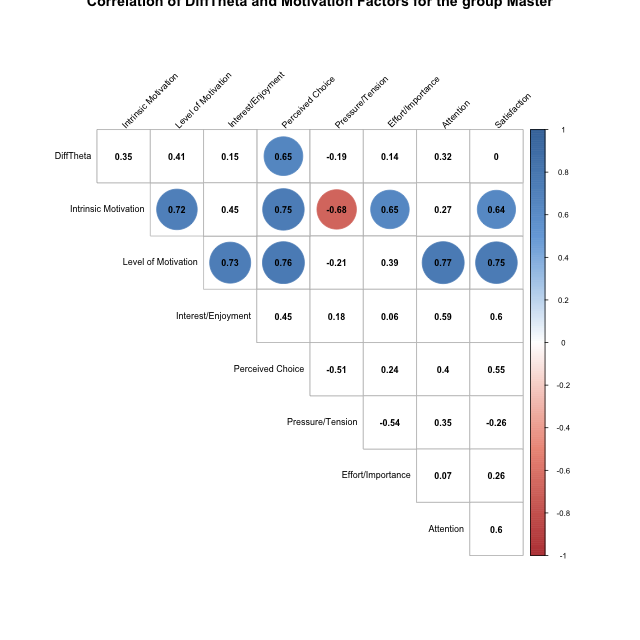 Correlation of DiffTheta and Motivation Factors for the group Master
Intrinsic Motivation
Level of Motivation
Interest/Enjoyment
Perceived Choice
Pressure/Tension
Effort/Importance
Attention
Satisfaction
DiffTheta 0.35 0.41 0.15 0.65 -0.19 0.14 0.32 0
Intrinsic Motivation 0.72 0.45 0.75 -0.68 0.65 0.27 0.64
Level of Motivation 0.73 0.76 -0.21 0.39 0.77 0.75
Interest/Enjoyment 0.45 0.18 0.06 0.59 0.6
Perceived Choice -0.51 0.24 0.4 0.55
Pressure/Tension -0.54 0.35 -0.26
Effort/Importance 0.07 0.26
Attention 0.6
1
0.8
0.6
0.4
0.2
0
-0.2
-0.4
-0.6
-0.8
-1